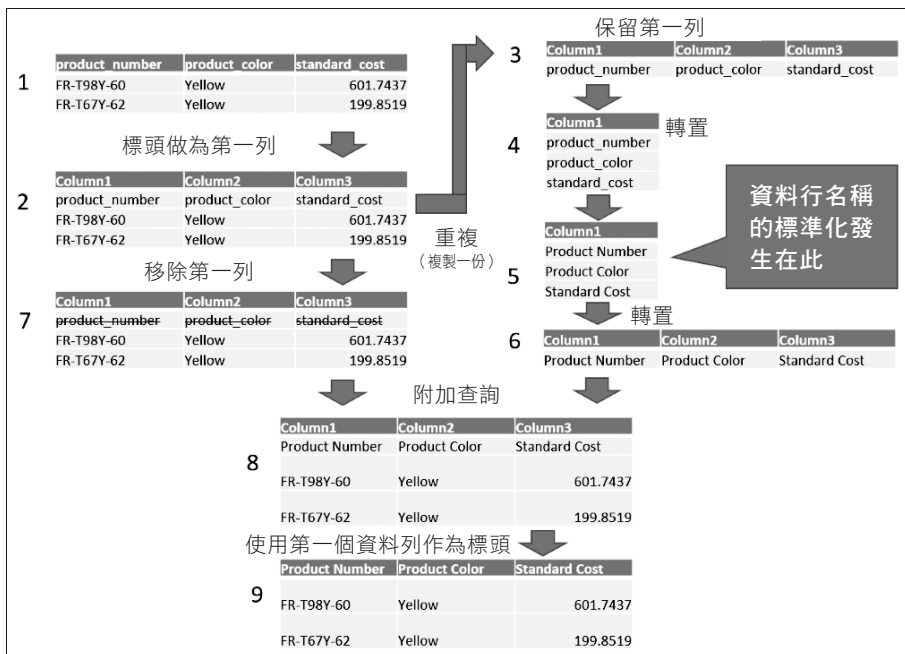 1
product_number product_color standard_cost
FR-T98Y-60 Yellow 601.7437
FR-T67Y-62 Yellow 199.8519
標頭做為第一列
2
Column1 Column2 Column3
product_number product_color standard_cost
FR-T98Y-60 Yellow 601.7437
FR-T67Y-62 Yellow 199.8519
重複
（複製一份）
保留第一列
3
Column1 Column2 Column3
product_number product_color standard_cost
轉置
4
Column1
product_number
product_color
standard_cost
5
Column1
Product Number
Product Color
Standard Cost
資料行名稱
的標準化發
生在此
轉置
6
Column1 Column2 Column3
Product Number Product Color Standard Cost
移除第一列
7
Column1 Column2 Column3
product_number product_color standard_cost
FR-T98Y-60 Yellow 601.7437
FR-T67Y-62 Yellow 199.8519
附加查詢
8
Column1 Column2 Column3
Product Number Product Color Standard Cost
FR-T98Y-60 Yellow 601.7437
FR-T67Y-62 Yellow 199.8519
使用第一個資料列作為標頭
9
Product Number Product Color Standard Cost
FR-T98Y-60 Yellow 601.7437
FR-T67Y-62 Yellow 199.8519